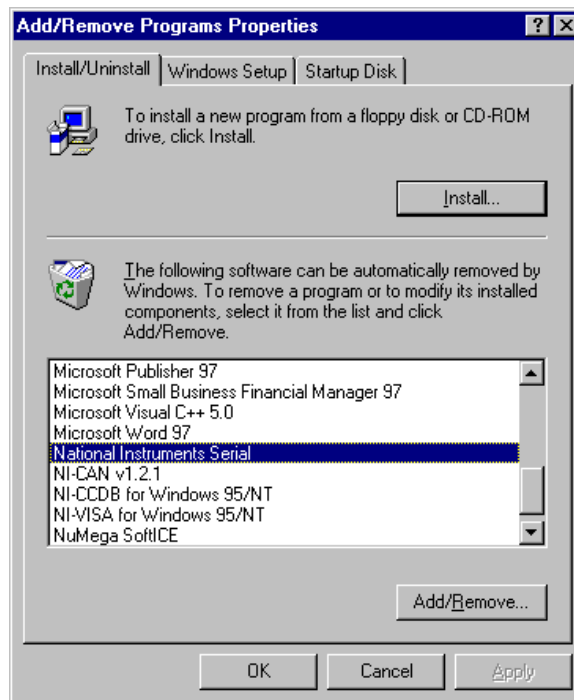 Add/Remove Programs Properties
Install/Uninstall
Windows Setup
Startup Disk
To install a new program from a floppy disk or CD-ROM
drive, click Install.
Install...
The following software can be automatically removed by
Windows. To remove a program or to modify its installed
components, select it from the list and click
Add/Remove.
Microsoft Publisher 97
Microsoft Small Business Financial Manager 97
Microsoft Visual C++ 5.0
Microsoft Word 97
National Instruments Serial
NI-CAN v1.2.1
NI-CCDB for Windows 95/NT
NI-VISA for Windows 95/NT
NuMega SoftICE
Add/Remove...
OK
Cancel
Apply